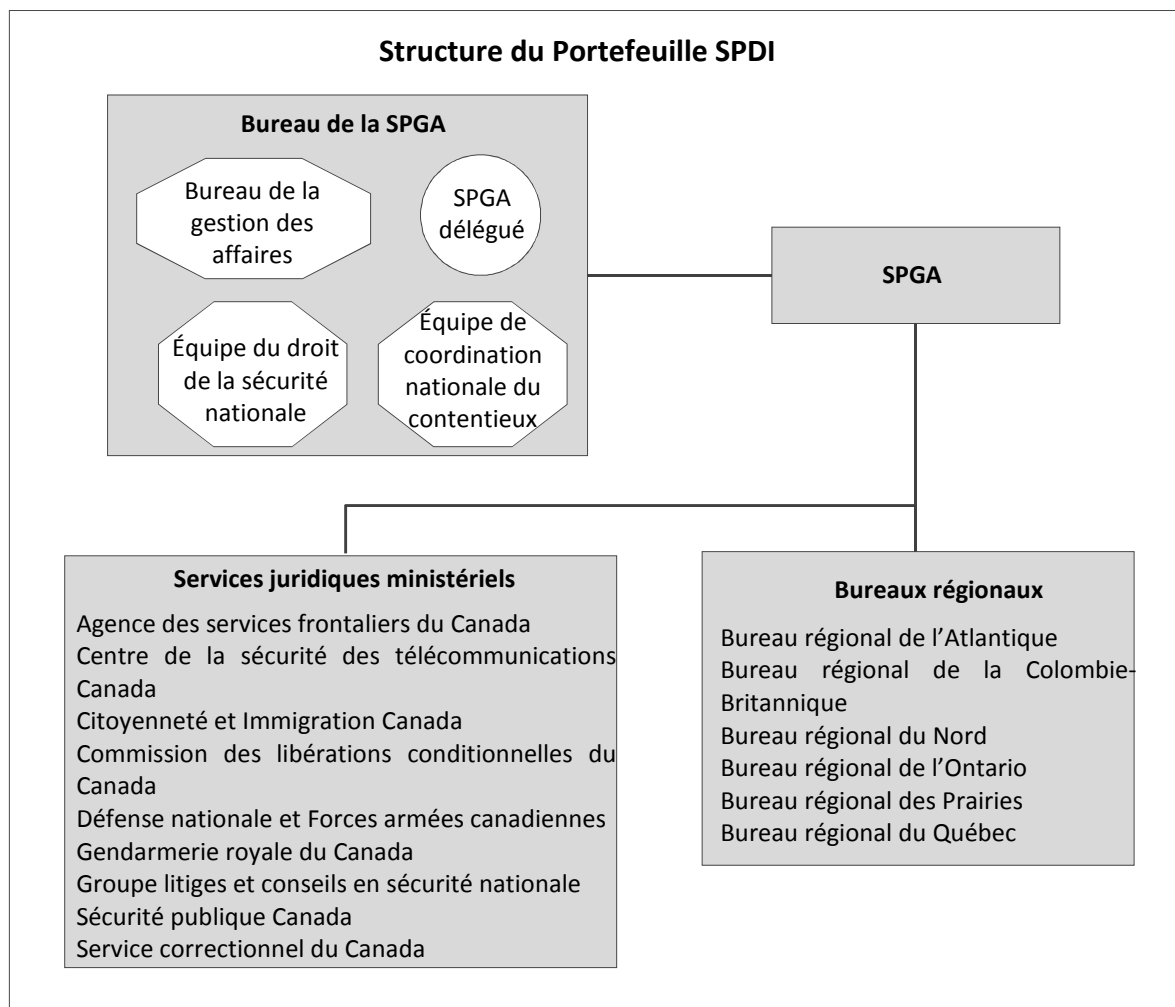 Structure du Portefeuille SPDI
Bureau de la SPGA
Bureau de la
gestion des
affaires
SPGA
délégué
Équipe du droit
de la sécurité
nationale
Équipe de
coordination
nationale du
contentieux
SPGA
Services juridiques ministériels
Agence des services frontaliers du Canada
Centre de la sécurité des télécommunications
Canada
Citoyenneté et Immigration Canada
Commission des libérations conditionnelles du
Canada
Défense nationale et Forces armées canadiennes
Gendarmerie royale du Canada
Groupe litiges et conseils en sécurité nationale
Sécurité publique Canada
Service correctionnel du Canada
Bureaux régionaux
Bureau régional de l’Atlantique
Bureau régional de la Colombie-
Britannique
Bureau régional du Nord
Bureau régional de l’Ontario
Bureau régional des Prairies
Bureau régional du Québec